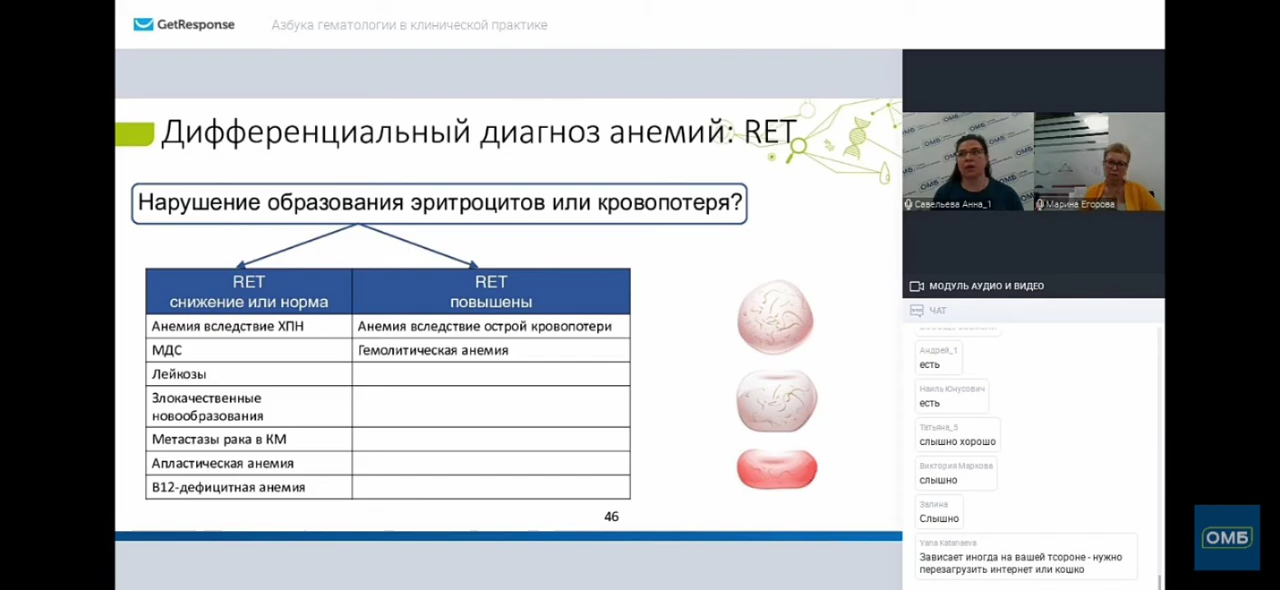 GetResponse
Азбука гематологии в клинической практике
Дифференциальный диагноз анемий: RET
Нарушение образования эритроцитов или кровопотеря?
RET
снижение или норма
RET
повышены
Анемия вследствие ХПН
Анемия вследствие острой кровопотери
МДС
Гемолитическая анемия
Лейкозы
Злокачественные
новообразования
Метастазы рака в КМ
Апластическая анемия
В12-дефицитная анемия
46
ОМБ
Савельева Анна_1
Марина Егорова
МОДУЛЬ АУДИО И ВИДЕО
ЧАТ
Андрей_1
есть
Наиль Юнусович
есть
Татьяна_5
слышно хорошо
Виктория Маркова
слышно
Залина
Слышно
Yana Katanaeva
Зависает иногда на вашей тсороне - нужно
перезагрузить интернет или кошко
ОМБ